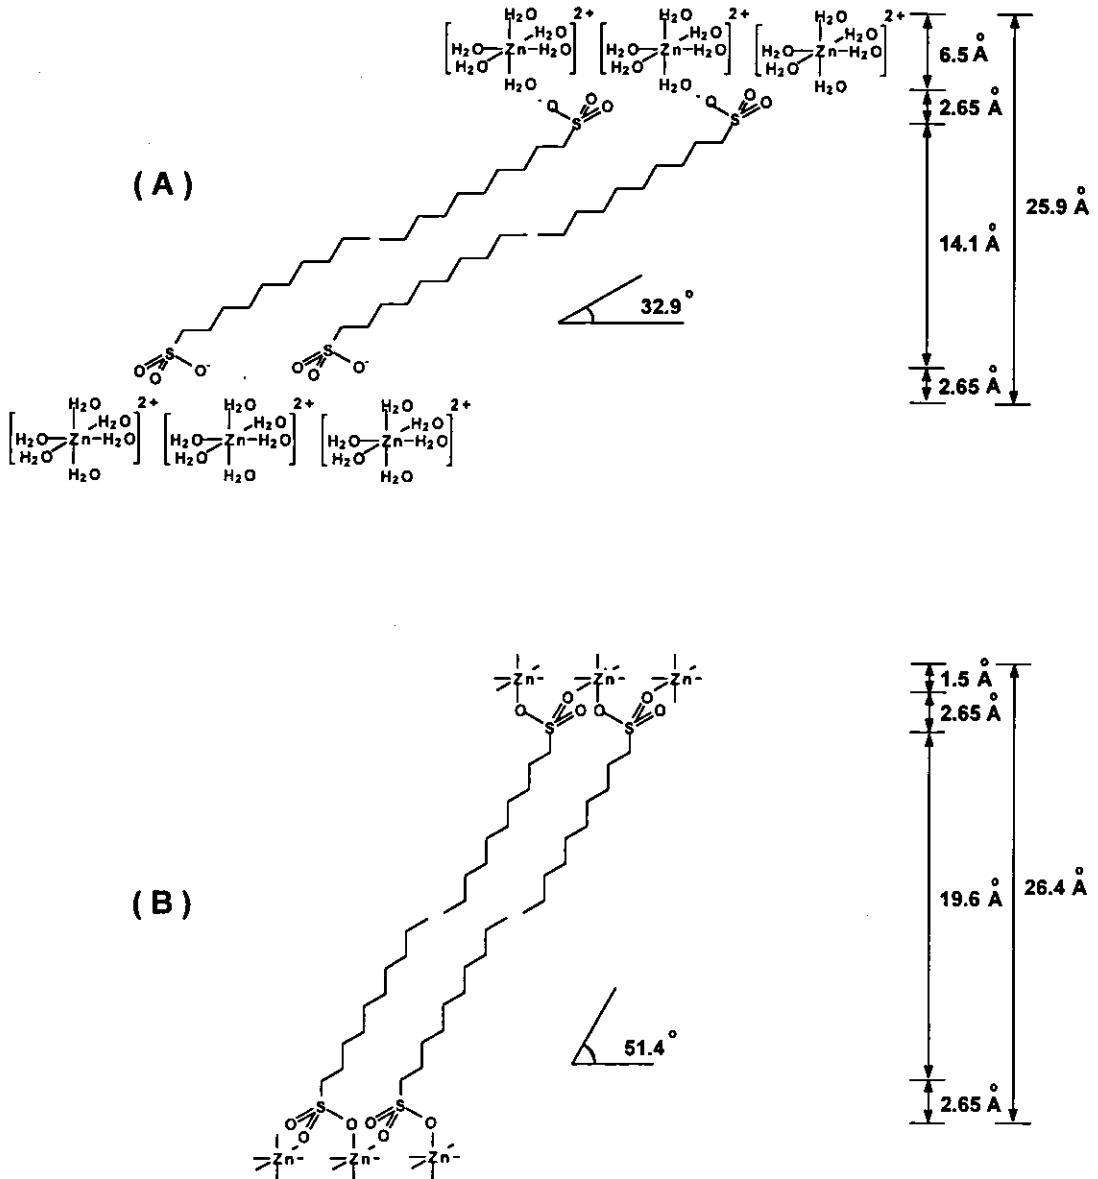 H2O H2O H2O
[H2O Zn H2O H2O H2O]2+ [H2O Zn H2O H2O H2O]2+ [H2O Zn H2O H2O H2O]2+
H2O H2O H2O
6.5 Å
-O S O O -O S O O
2.65 Å
(A)
25.9 Å
14.1 Å
32.9°
O O S O- O O S O-
2.65 Å
H2O H2O H2O
[H2O Zn H2O H2O H2O]2+ [H2O Zn H2O H2O H2O]2+ [H2O Zn H2O H2O H2O]2+
H2O H2O H2O
Zn Zn Zn
1.5 Å
O S O O O S O O
2.65 Å
(B)
19.6 Å
26.4 Å
51.4°
O O S O O O S O
2.65 Å
Zn Zn Zn